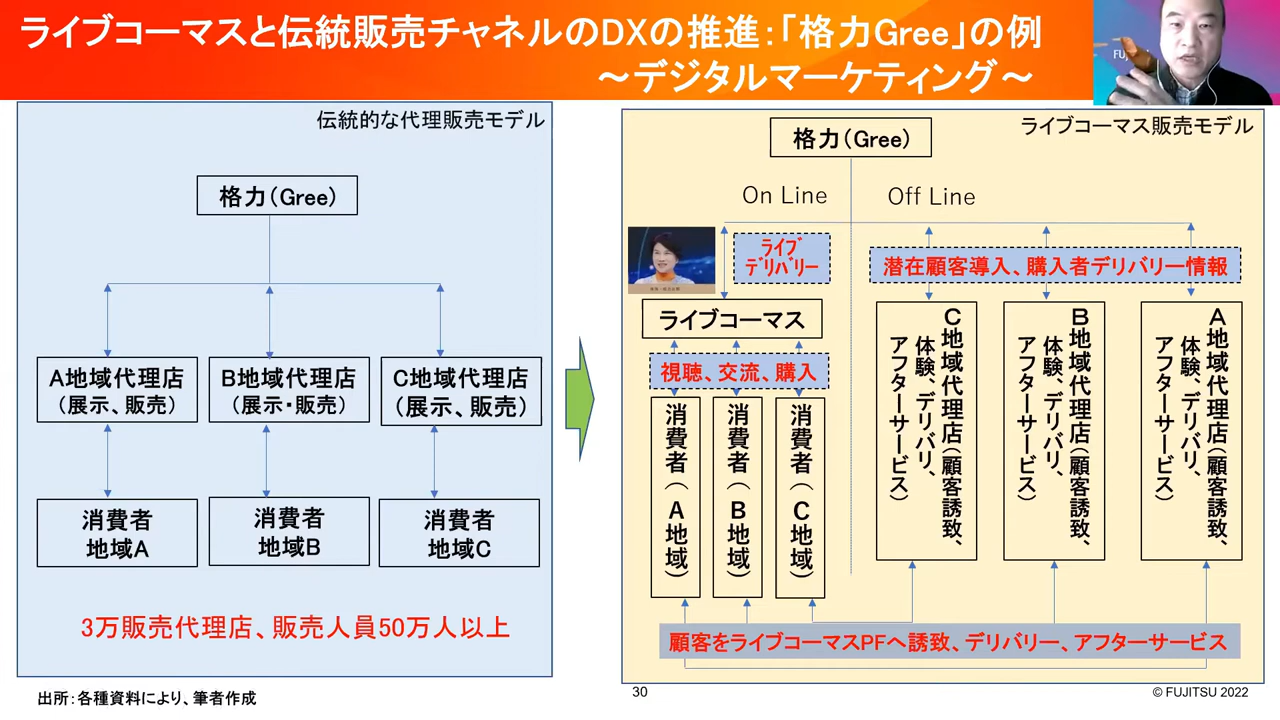 ライブコーマスと伝統販売チャネルのDXの推進：「格力Gree」の例
～デジタルマーケティング～
伝統的な代理販売モデル
格力（Gree）
A地域代理店
（展示、販売）
B地域代理店
（展示・販売）
C地域代理店
（展示、販売）
消費者
地域A
消費者
地域B
消費者
地域C
3万販売代理店、販売人員50万人以上
出所：各種資料により、筆者作成
ライブコーマス販売モデル
格力（Gree）
On Line
Off Line
ライブ
デリバリー
潜在顧客導入、購入者デリバリー情報
ライブコーマス
視聴、交流、購入
消費者（A地域）
消費者（B地域）
消費者（C地域）
C地域代理店（顧客誘致、
体験、デリバリ、
アフターサービス）
B地域代理店（顧客誘致、
体験、デリバリ、
アフターサービス）
A地域代理店（顧客誘致、
体験、デリバリ、
アフターサービス）
顧客をライブコーマスPFへ誘致、デリバリー、アフターサービス
30
© FUJITSU 2022